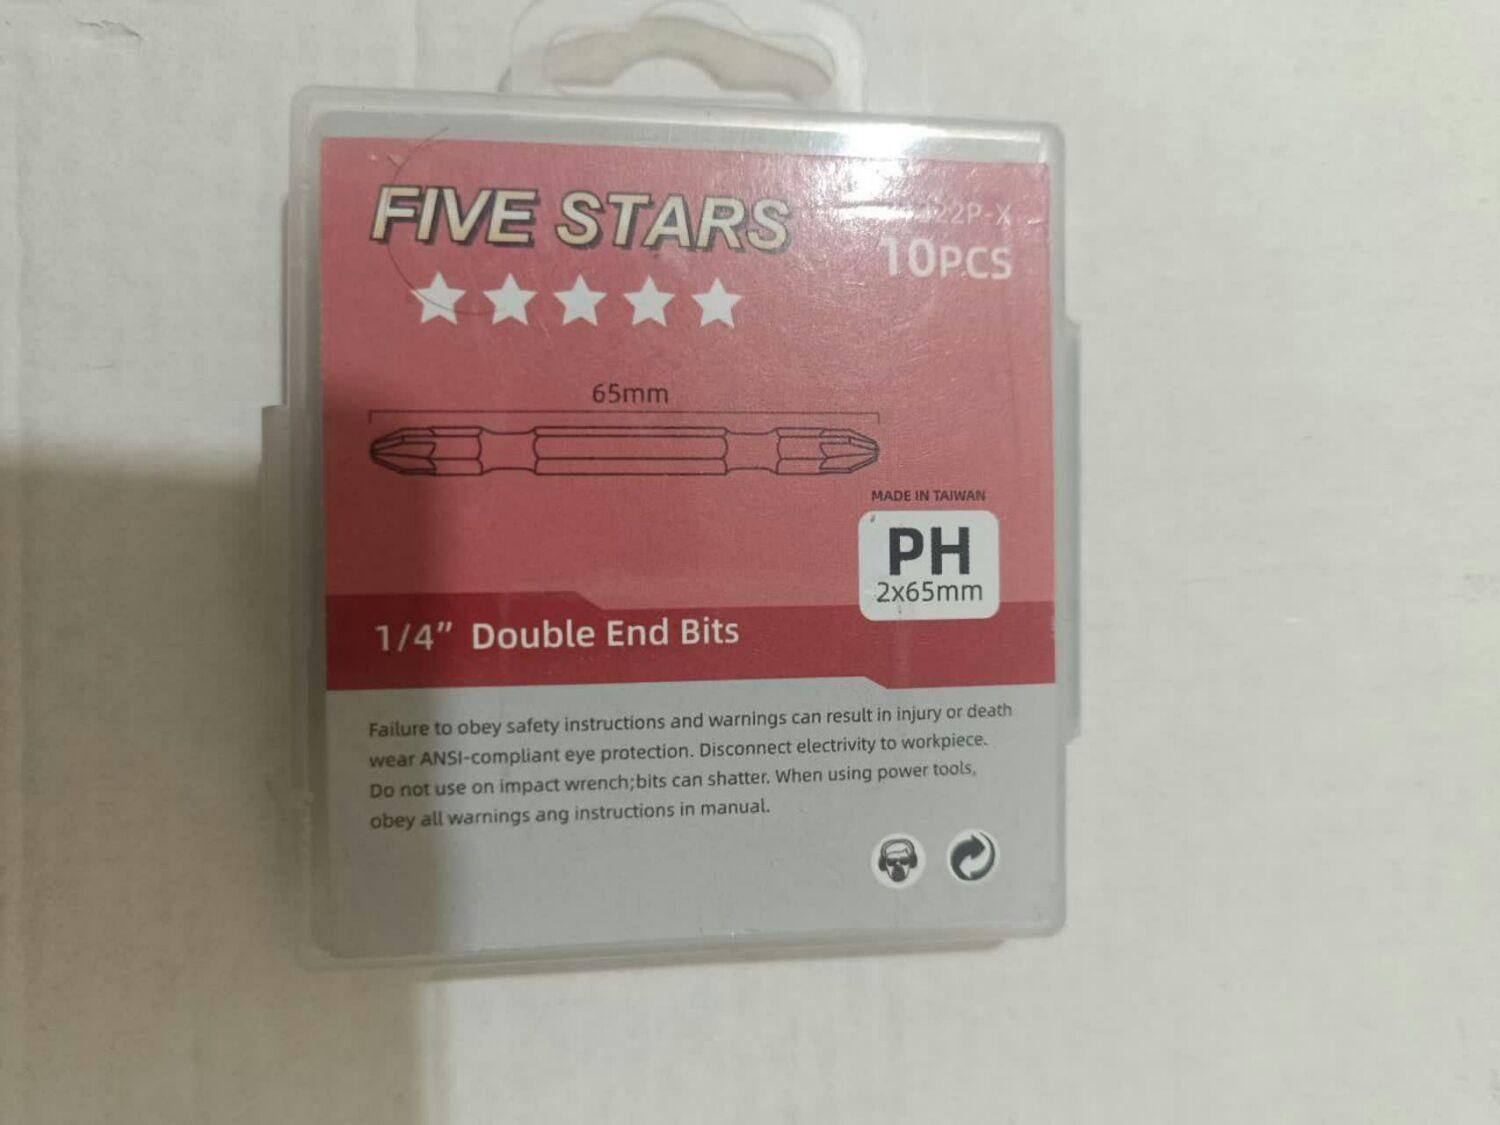 FIVE STARS
10PCS
65mm
MADE IN TAIWAN
PH
2x65mm
1/4” Double End Bits
Failure to obey safety instructions and warnings can result in injury or death
wear ANSI-compliant eye protection. Disconnect electrivity to workpiece.
Do not use on impact wrench;bits can shatter. When using power tools,
obey all warnings ang instructions in manual.